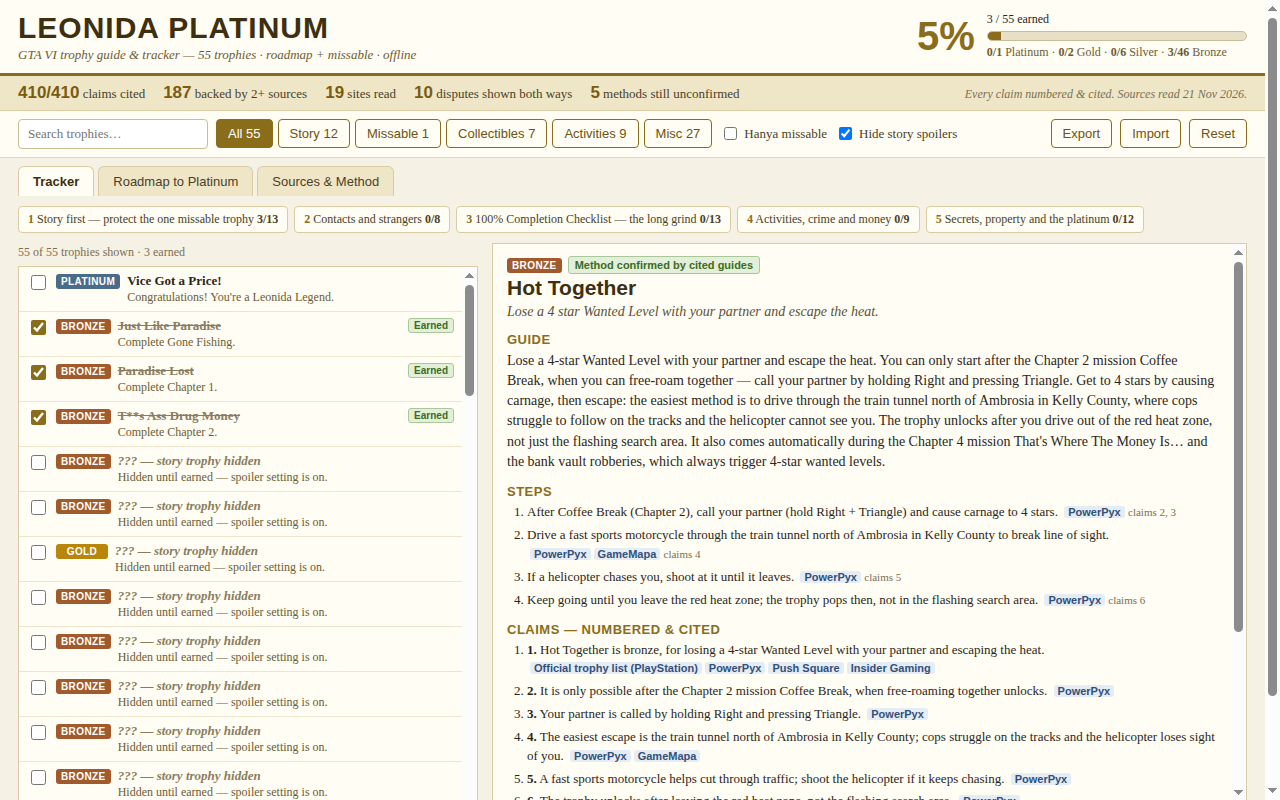 LEONIDA PLATINUM
GTA VI trophy guide & tracker — 55 trophies · roadmap + missable · offline
5%
3 / 55 earned
0/1 Platinum · 0/2 Gold · 0/6 Silver · 3/46 Bronze
410/410 claims cited 187 backed by 2+ sources 19 sites read 10 disputes shown both ways 5 methods still unconfirmed Every claim numbered & cited. Sources read 21 Nov 2026.
Search trophies… All 55 Story 12 Missable 1 Collectibles 7 Activities 9 Misc 27 Hanya missable Hide story spoilers Export Import Reset
Tracker Roadmap to Platinum Sources & Method
1 Story first — protect the one missable trophy 3/13 2 Contacts and strangers 0/8 3 100% Completion Checklist — the long grind 0/13 4 Activities, crime and money 0/9 5 Secrets, property and the platinum 0/12
55 of 55 trophies shown · 3 earned
PLATINUM Vice Got a Price!
Congratulations! You're a Leonida Legend.
BRONZE Just Like Paradise Earned
Complete Gone Fishing.
BRONZE Paradise Lost Earned
Complete Chapter 1.
BRONZE T**s Ass Drug Money Earned
Complete Chapter 2.
BRONZE ??? — story trophy hidden
Hidden until earned — spoiler setting is on.
BRONZE ??? — story trophy hidden
Hidden until earned — spoiler setting is on.
GOLD ??? — story trophy hidden
Hidden until earned — spoiler setting is on.
BRONZE ??? — story trophy hidden
Hidden until earned — spoiler setting is on.
BRONZE ??? — story trophy hidden
Hidden until earned — spoiler setting is on.
BRONZE ??? — story trophy hidden
Hidden until earned — spoiler setting is on.
BRONZE ??? — story trophy hidden
Hidden until earned — spoiler setting is on.
BRONZE ??? — story trophy hidden
Hidden until earned — spoiler setting is on.
BRONZE Method confirmed by cited guides
Hot Together
Lose a 4 star Wanted Level with your partner and escape the heat.
GUIDE
Lose a 4-star Wanted Level with your partner and escape the heat. You can only start after the Chapter 2 mission Coffee
Break, when you can free-roam together — call your partner by holding Right and pressing Triangle. Get to 4 stars by causing
carnage, then escape: the easiest method is to drive through the train tunnel north of Ambrosia in Kelly County, where cops
struggle to follow on the tracks and the helicopter cannot see you. The trophy unlocks after you drive out of the red heat zone,
not just the flashing search area. It also comes automatically during the Chapter 4 mission That's Where The Money Is… and
the bank vault robberies, which always trigger 4-star wanted levels.
STEPS
1. After Coffee Break (Chapter 2), call your partner (hold Right + Triangle) and cause carnage to 4 stars. PowerPyx claims 2, 3
2. Drive a fast sports motorcycle through the train tunnel north of Ambrosia in Kelly County to break line of sight.
PowerPyx GameMapa claims 4
3. If a helicopter chases you, shoot at it until it leaves. PowerPyx claims 5
4. Keep going until you leave the red heat zone; the trophy pops then, not in the flashing search area. PowerPyx claims 6
CLAIMS — NUMBERED & CITED
1. 1. Hot Together is bronze, for losing a 4-star Wanted Level with your partner and escaping the heat.
Official trophy list (PlayStation) PowerPyx Push Square Insider Gaming
2. 2. It is only possible after the Chapter 2 mission Coffee Break, when free-roaming together unlocks. PowerPyx
3. 3. Your partner is called by holding Right and pressing Triangle. PowerPyx
4. 4. The easiest escape is the train tunnel north of Ambrosia in Kelly County; cops struggle on the tracks and the helicopter loses sight
of you. PowerPyx GameMapa
5. 5. A fast sports motorcycle helps cut through traffic; shoot the helicopter if it keeps chasing. PowerPyx